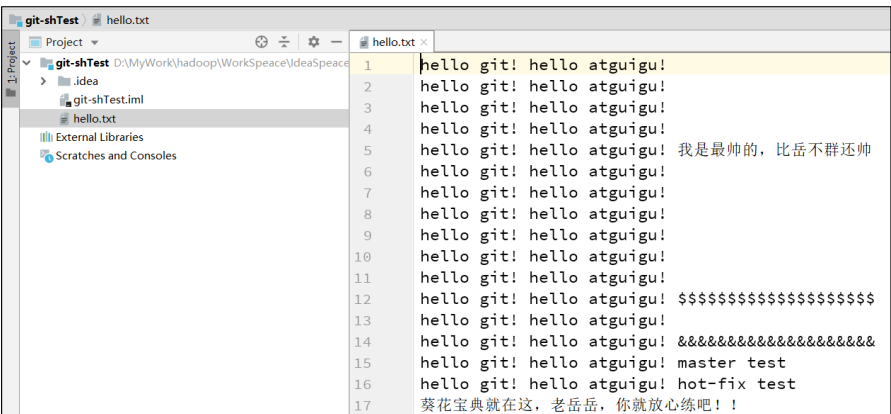 git-shTest hello.txt
1: Project
Project
git-shTest D:\MyWork\hadoop\WorkSpeace\IdeaSpeace
.idea
git-shTest.iml
hello.txt
External Libraries
Scratches and Consoles
hello.txt
1 hello git! hello atguigu!
2 hello git! hello atguigu!
3 hello git! hello atguigu!
4 hello git! hello atguigu!
5 hello git! hello atguigu! 我是最帅的，比岳不群还帅
6 hello git! hello atguigu!
7 hello git! hello atguigu!
8 hello git! hello atguigu!
9 hello git! hello atguigu!
10 hello git! hello atguigu!
11 hello git! hello atguigu!
12 hello git! hello atguigu! $$$$$$$$$$$$$$$$$$$$
13 hello git! hello atguigu!
14 hello git! hello atguigu! &&&&&&&&&&&&&&&&&&&&
15 hello git! hello atguigu! master test
16 hello git! hello atguigu! hot-fix test
17 葵花宝典就在这，老岳岳，你就放心练吧！！